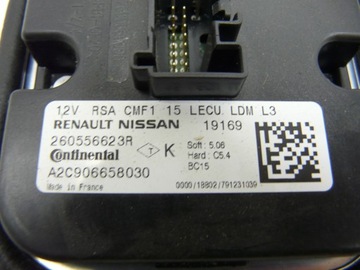 12V RSA CMF1 15 LECU LDM L3
RENAULT NISSAN 19169
260556623R
Continental T K Soft : 5.06
Hard : C5.4
A2C906658030 BC15
Made in France 0000/18802/791231039